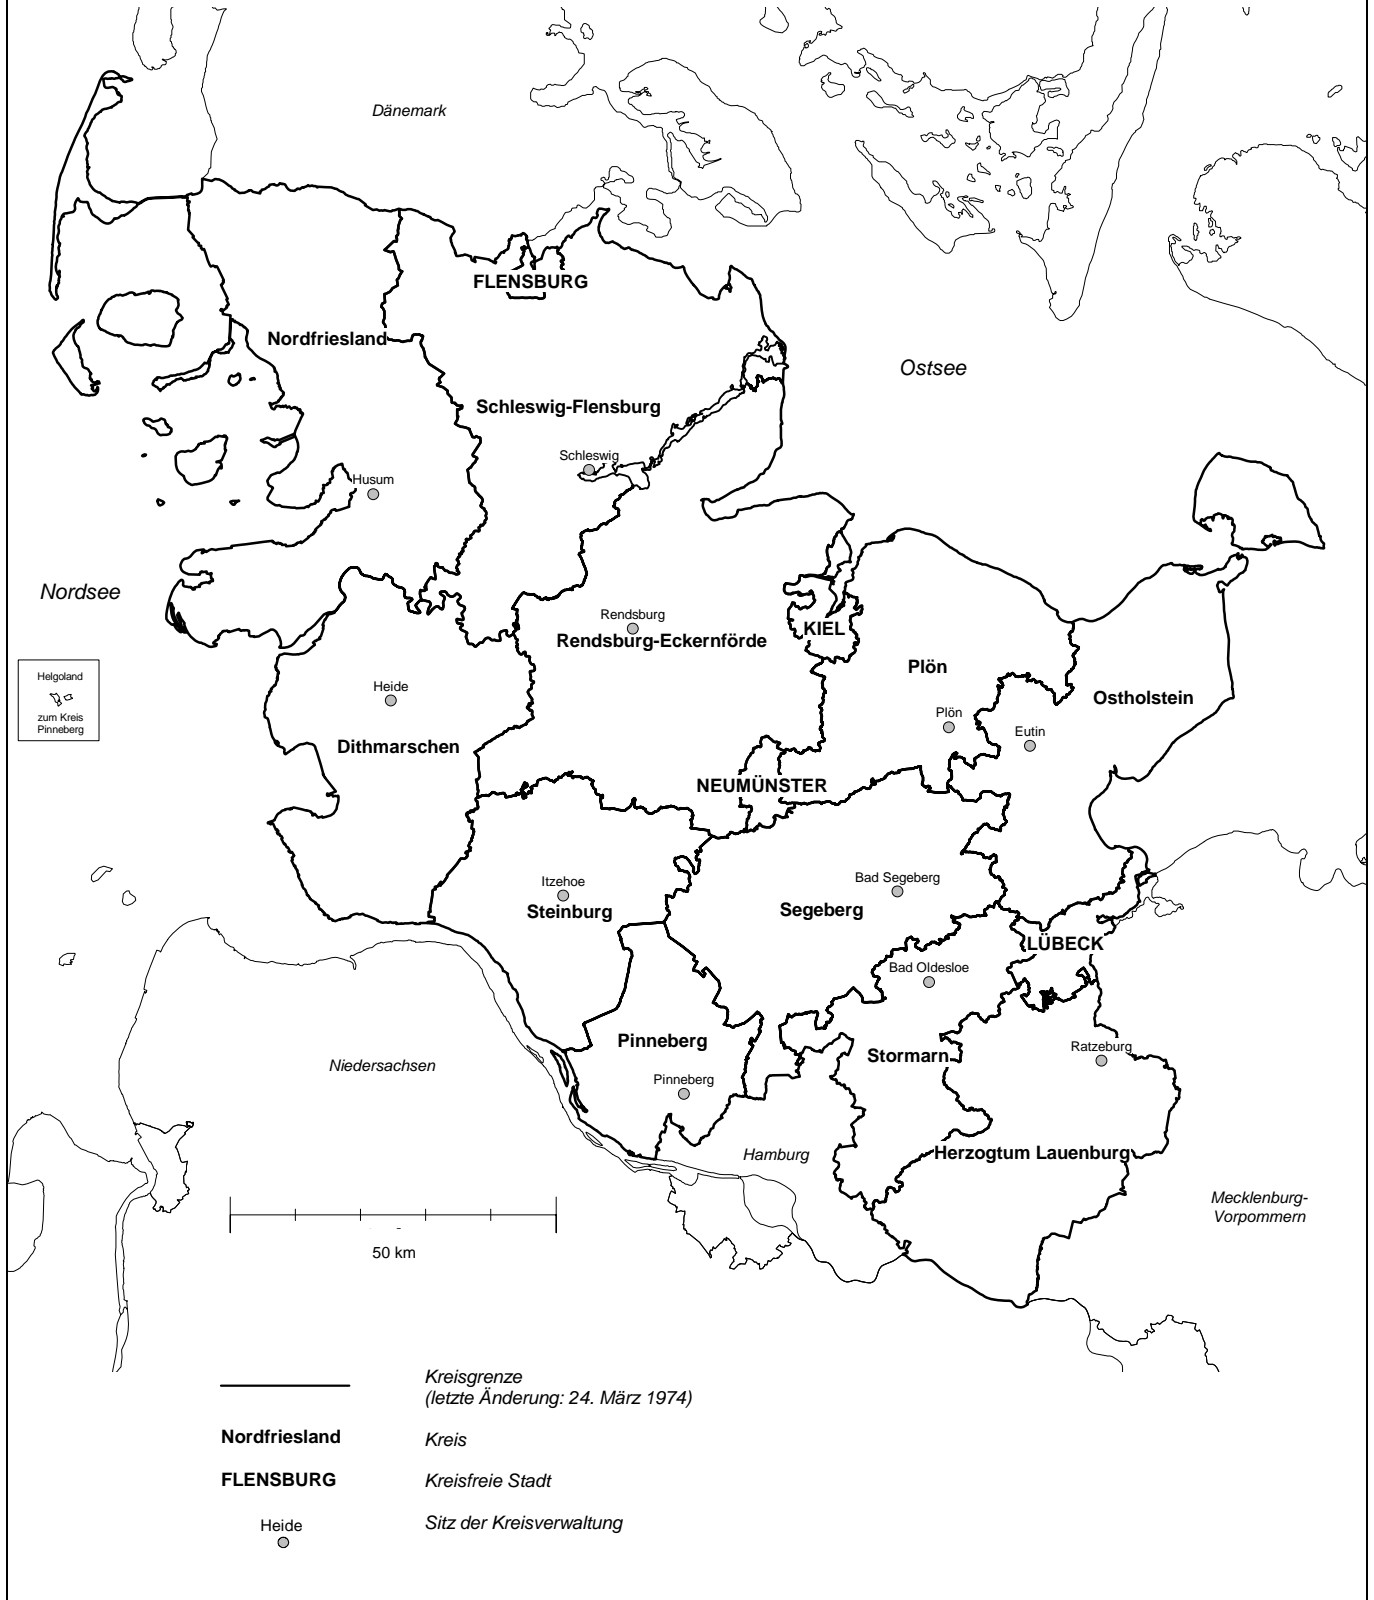 Dänemark
FLENSBURG
Nordfriesland
Ostsee
Schleswig-Flensburg
Schleswig
Husum
Nordsee
Rendsburg
Rendsburg-Eckernförde
KIEL
Plön
Helgoland
zum Kreis
Pinneberg
Heide
Ostholstein
Plön
Eutin
Dithmarschen
NEUMÜNSTER
Itzehoe
Steinburg
Bad Segeberg
Segeberg
LÜBECK
Bad Oldesloe
Pinneberg
Stormarn
Ratzeburg
Niedersachsen
Pinneberg
Hamburg
Herzogtum Lauenburg
Mecklenburg-
Vorpommern
50 km
Kreisgrenze
(letzte Änderung: 24. März 1974)
Nordfriesland Kreis
FLENSBURG Kreisfreie Stadt
Heide Sitz der Kreisverwaltung